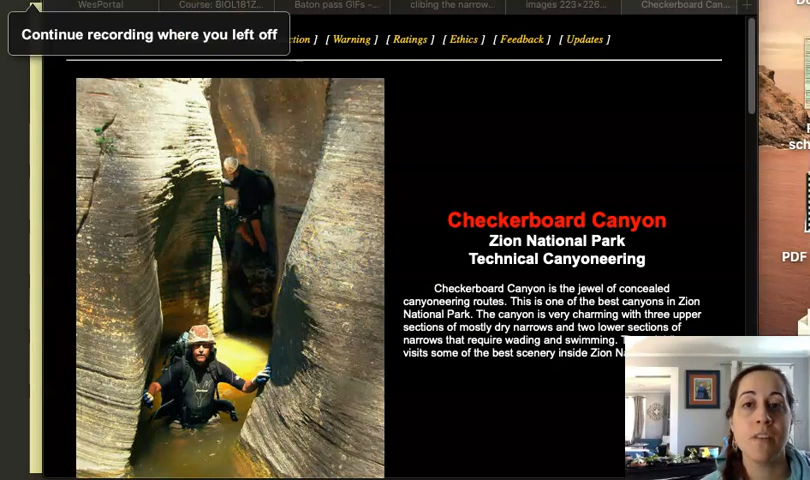 WesPortal
Course: BIOL181Z...
Baton pass GIFs -...
clibing the narrow...
images 223×226...
Checkerboard Can...
Continue recording where you left off
ction ] [ Warning ] [ Ratings ] [ Ethics ] [ Feedback ] [ Updates ]
Checkerboard Canyon
Zion National Park
Technical Canyoneering
Checkerboard Canyon is the jewel of concealed
canyoneering routes. This is one of the best canyons in Zion
National Park. The canyon is very charming with three upper
sections of mostly dry narrows and two lower sections of
narrows that require wading and swimming. T
visits some of the best scenery inside Zion Na
sch
PDF